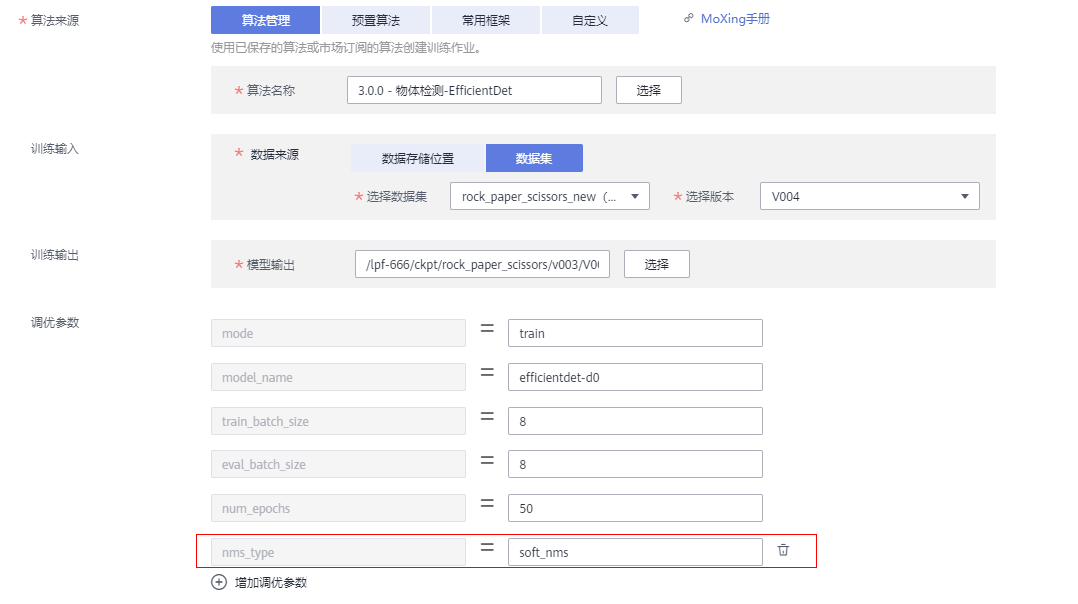 * 算法来源 算法管理 预置算法 常用框架 自定义 MoXing手册
使用已保存的算法或市场订阅的算法创建训练作业。
* 算法名称 3.0.0 - 物体检测-EfficientDet 选择
训练输入 * 数据来源 数据存储位置 数据集
* 选择数据集 rock_paper_scissors_new（... * 选择版本 V004
训练输出 * 模型输出 /lpf-666/ckpt/rock_paper_scissors/v003/V0 选择
调优参数
mode = train
model_name = efficientdet-d0
train_batch_size = 8
eval_batch_size = 8
num_epochs = 50
nms_type = soft_nms
增加调优参数